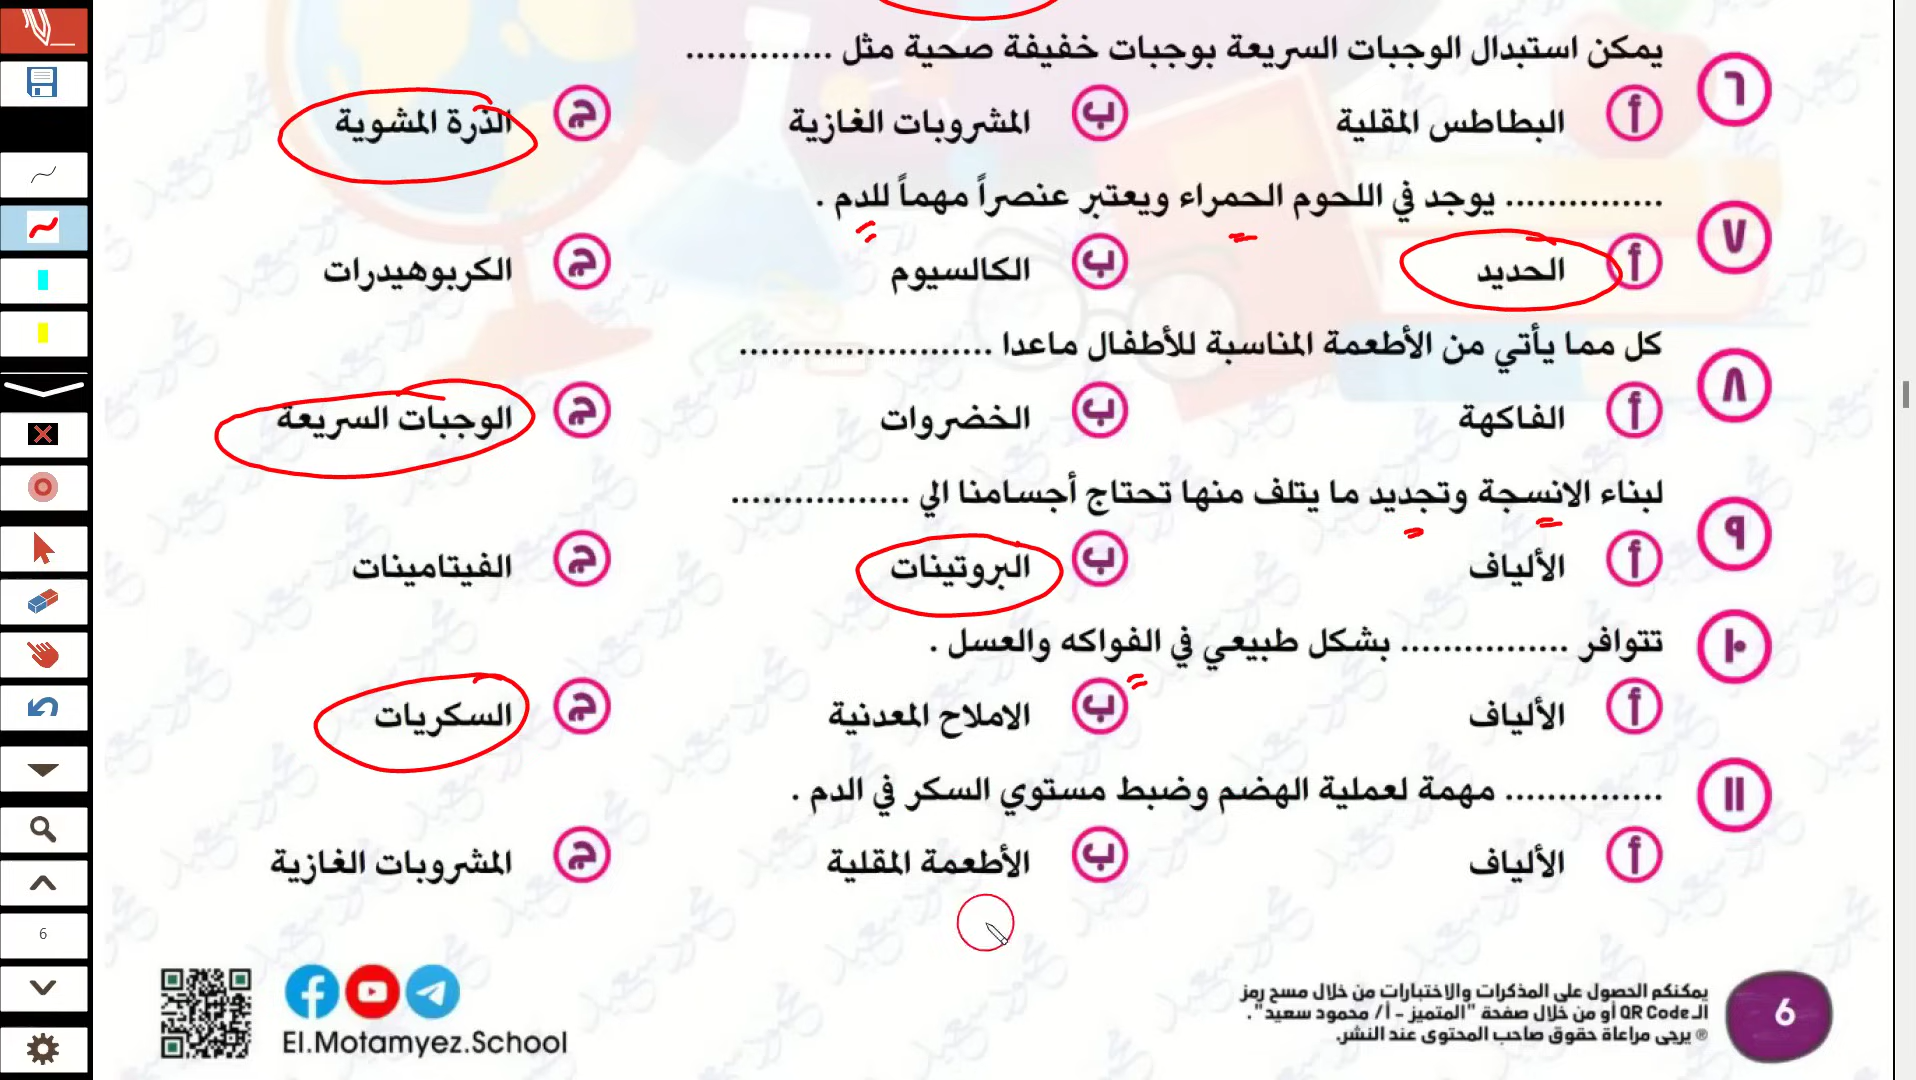 ٦ يمكن استبدال الوجبات السريعة بوجبات خفيفة صحية مثل ..............
أ البطاطس المقلية ب المشروبات الغازية ج الذرة المشوية
٧ ............... يوجد في اللحوم الحمراء ويعتبر عنصراً مهماً للدم .
أ الحديد ب الكالسيوم ج الكربوهيدرات
٨ كل مما يأتي من الأطعمة المناسبة للأطفال ماعدا ........................
أ الفاكهة ب الخضروات ج الوجبات السريعة
٩ لبناء الانسجة وتجديد ما يتلف منها تحتاج أجسامنا الي .................
أ الألياف ب البروتينات ج الفيتامينات
١٠ تتوافر ................ بشكل طبيعي في الفواكه والعسل .
أ الألياف ب الاملاح المعدنية ج السكريات
١١ ............... مهمة لعملية الهضم وضبط مستوي السكر في الدم .
أ الألياف ب الأطعمة المقلية ج المشروبات الغازية
6
يمكنكم الحصول على المذكرات والاختبارات من خلال مسح رمز
الـ QR Code أو من خلال صفحة "المتميز - أ/ محمود سعيد".
® يرجى مراعاة حقوق صاحب المحتوى عند النشر.
El.Motamyez.School
6